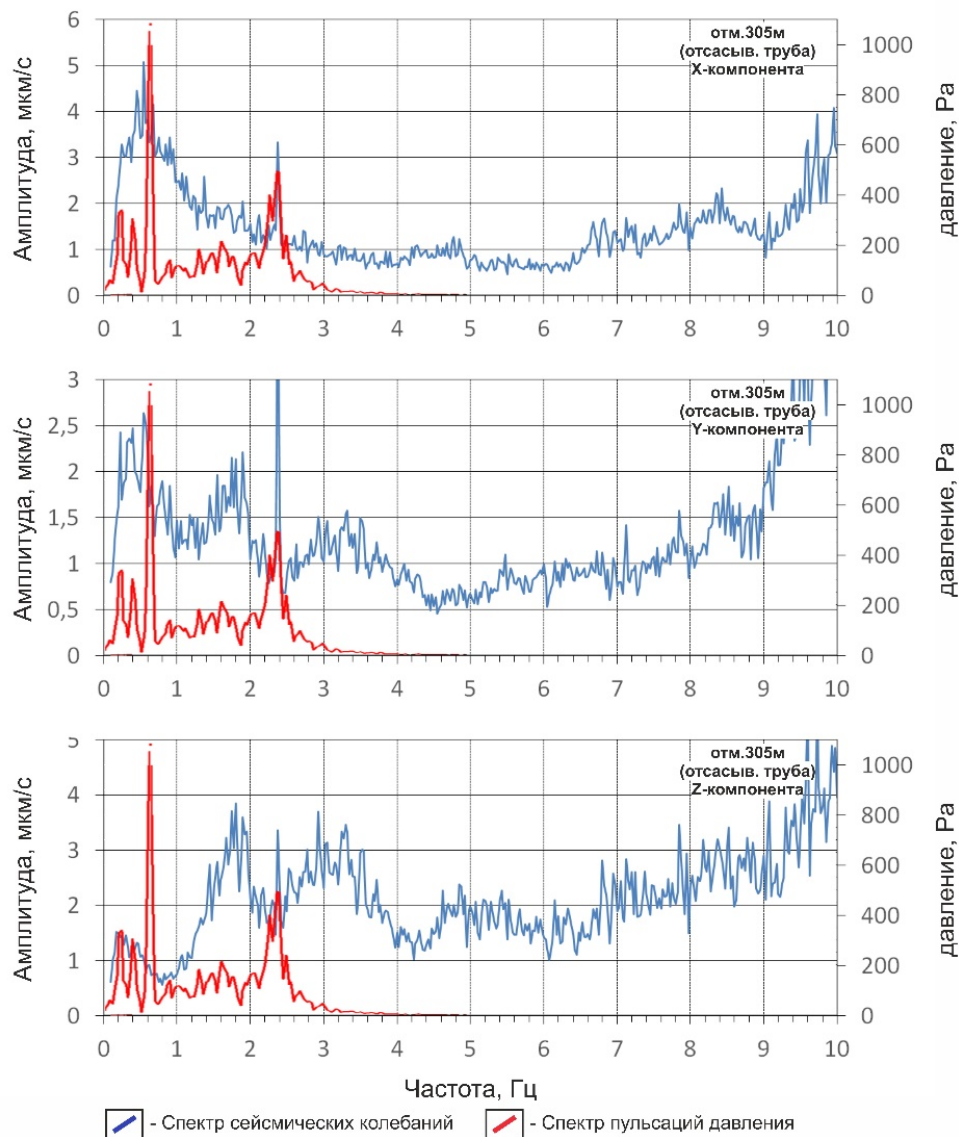 отм.305м
(отсасыв. труба)
X-компонента
Амплитуда, мкм/с
6
5
4
3
2
1
0
1000
800
600
400
200
0
давление, Pa
0 1 2 3 4 5 6 7 8 9 10
отм.305м
(отсасыв. труба)
Y-компонента
Амплитуда, мкм/с
3
2,5
2
1,5
1
0,5
0
1000
800
600
400
200
0
давление, Pa
0 1 2 3 4 5 6 7 8 9 10
отм.305м
(отсасыв. труба)
Z-компонента
Амплитуда, мкм/с
5
4
3
2
1
0
1000
800
600
400
200
0
давление, Pa
0 1 2 3 4 5 6 7 8 9 10
Частота, Гц
- Спектр сейсмических колебаний - Спектр пульсаций давления